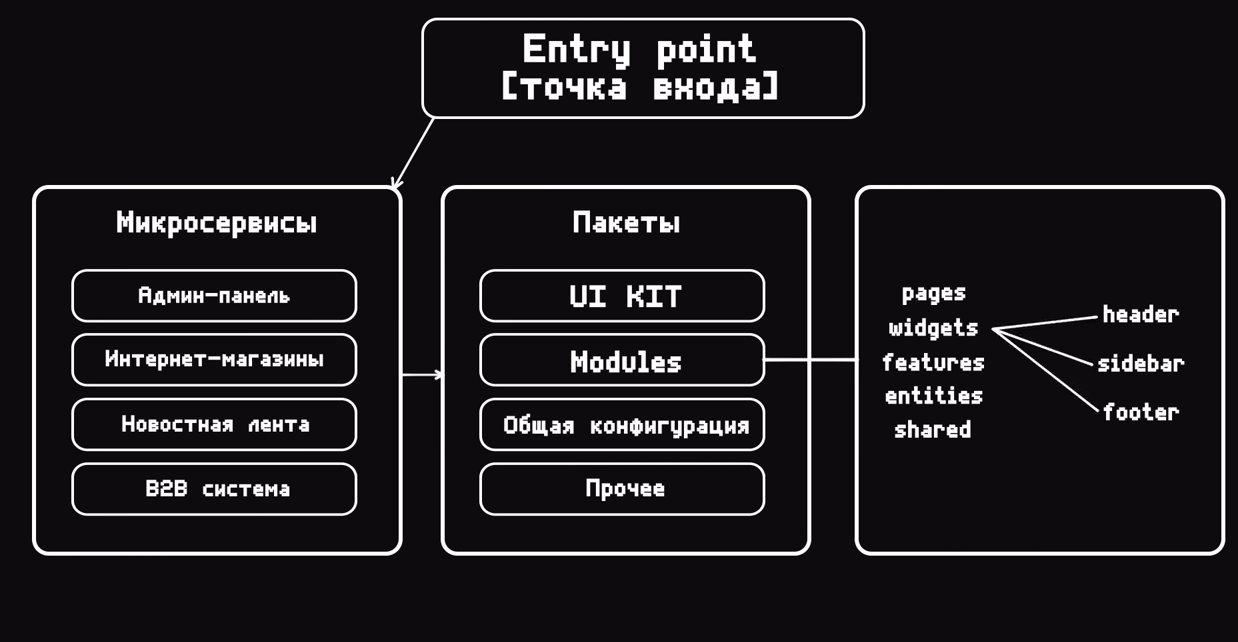 Entry point
[точка входа]
Микросервисы
Админ-панель
Интернет-магазины
Новостная лента
B2B система
Пакеты
UI KIT
Modules
Общая конфигурация
Прочее
pages
widgets
features
entities
shared
header
sidebar
footer